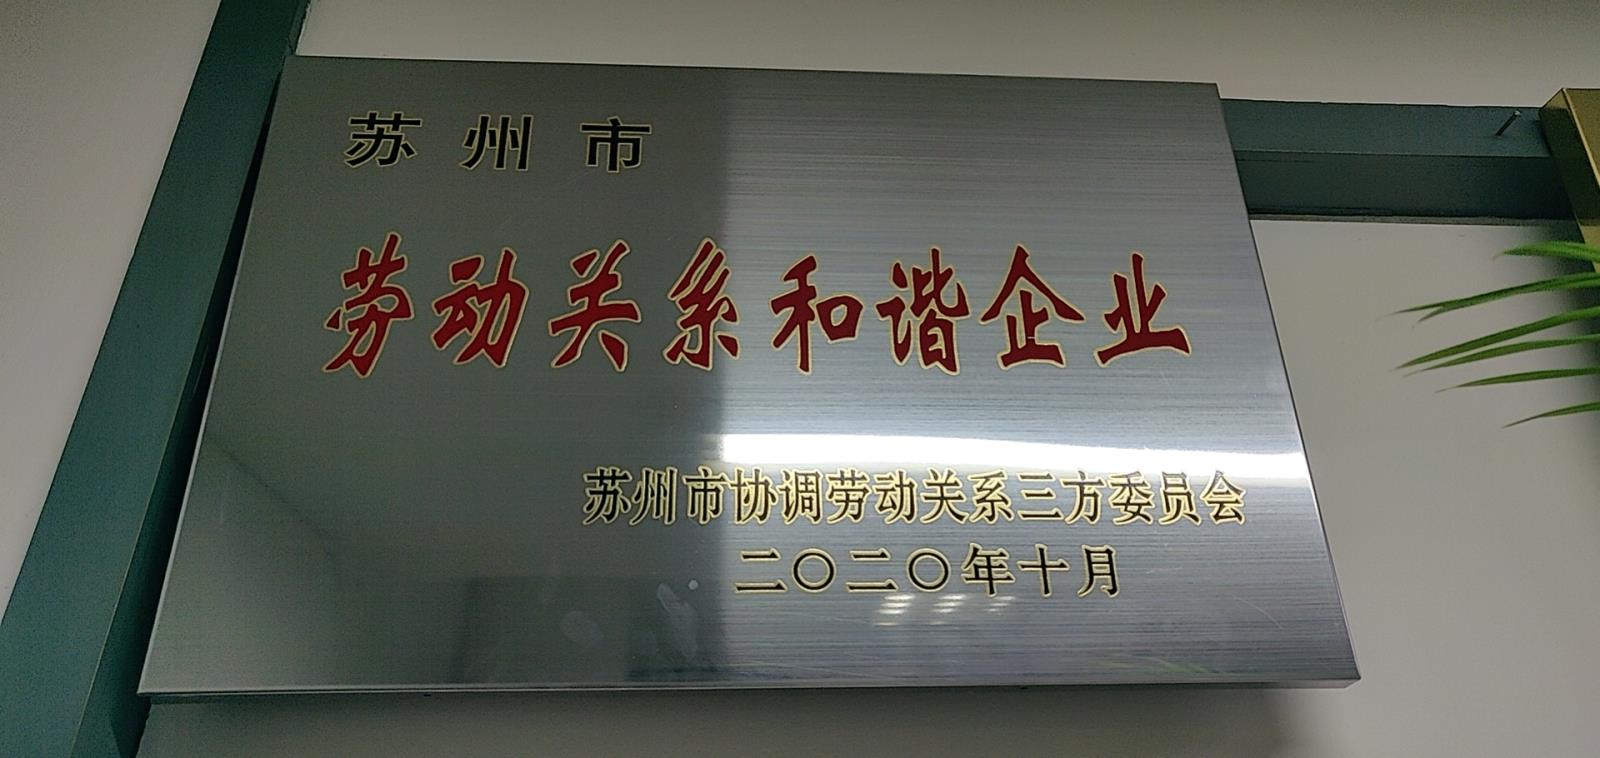 苏州市
劳动关系和谐企业
苏州市协调劳动关系三方委员会
二〇二〇年十月